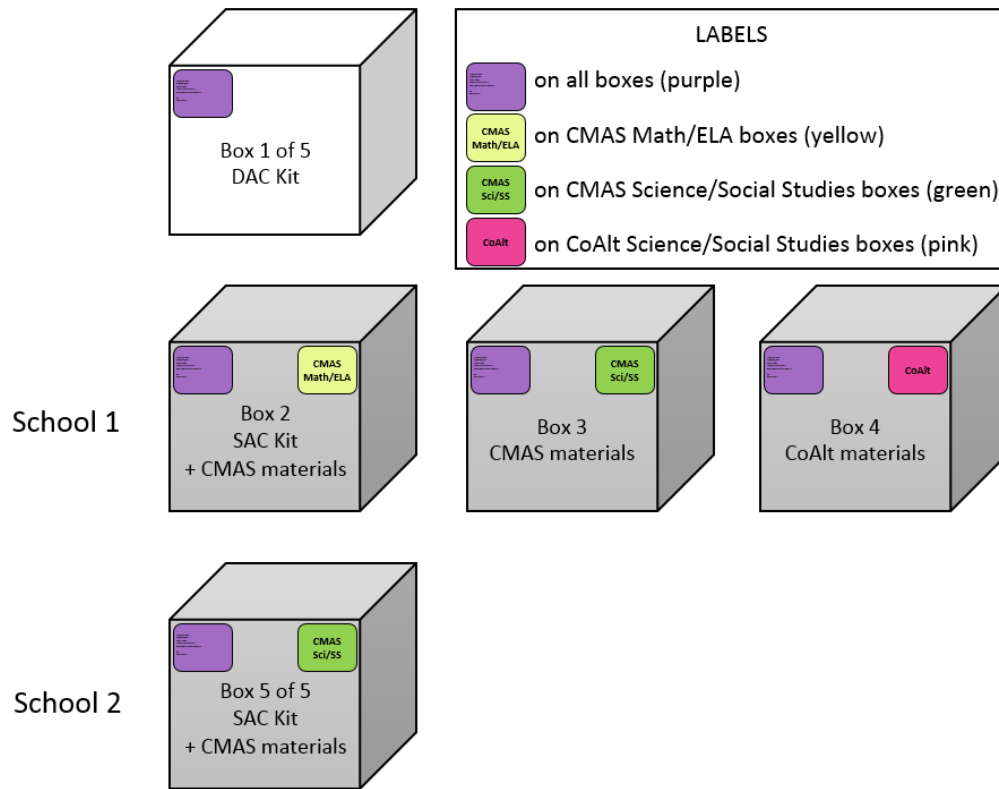 Box 1 of 5
DAC Kit
LABELS
on all boxes (purple)
CMAS
Math/ELA
on CMAS Math/ELA boxes (yellow)
CMAS
Sci/SS
on CMAS Science/Social Studies boxes (green)
CoAlt
on CoAlt Science/Social Studies boxes (pink)
School 1
CMAS
Math/ELA
Box 2
SAC Kit
+ CMAS materials
CMAS
Sci/SS
Box 3
CMAS materials
CoAlt
Box 4
CoAlt materials
School 2
CMAS
Sci/SS
Box 5 of 5
SAC Kit
+ CMAS materials